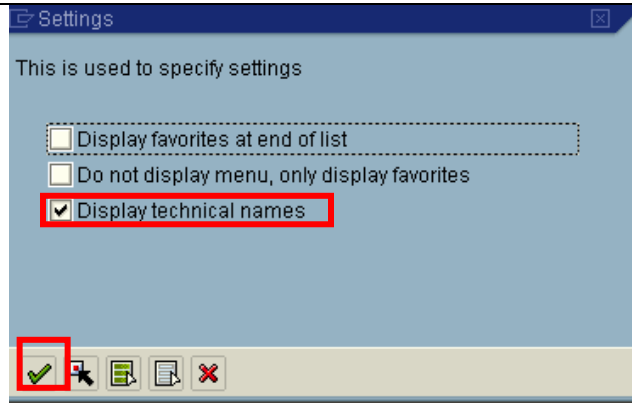 Settings
This is used to specify settings
Display favorites at end of list
Do not display menu, only display favorites
Display technical names